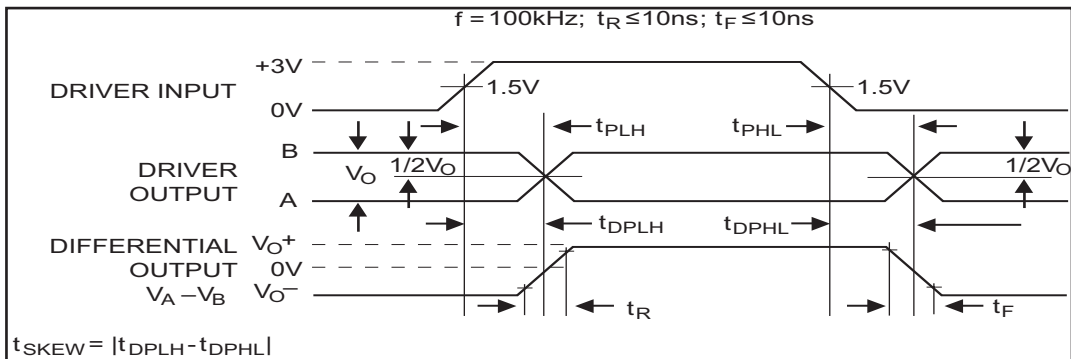 f = 100kHz; tR ≤ 10ns; tF ≤ 10ns
+3V
DRIVER INPUT
1.5V
1.5V
0V
tPLH
tPHL
B
DRIVER OUTPUT
VO
1/2VO
1/2VO
A
tDPLH
tDPHL
DIFFERENTIAL OUTPUT
VA – VB
VO+
0V
VO–
tR
tF
tSKEW = |tDPLH - tDPHL|